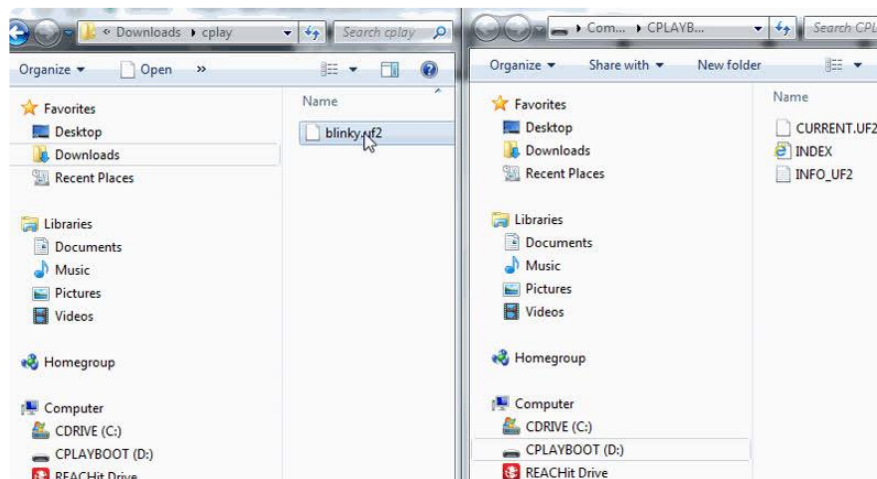 « Downloads ▸ cplay
Search cplay
Organize
Open
»
Favorites
Desktop
Downloads
Recent Places
Libraries
Documents
Music
Pictures
Videos
Homegroup
Computer
CDRIVE (C:)
CPLAYBOOT (D:)
REACHit Drive
Name
blinky.uf2
▸ Com... ▸ CPLAYB...
Search CPL
Organize
Share with
New folder
Favorites
Desktop
Downloads
Recent Places
Libraries
Documents
Music
Pictures
Videos
Homegroup
Computer
CDRIVE (C:)
CPLAYBOOT (D:)
REACHit Drive
Name
CURRENT.UF2
INDEX
INFO_UF2